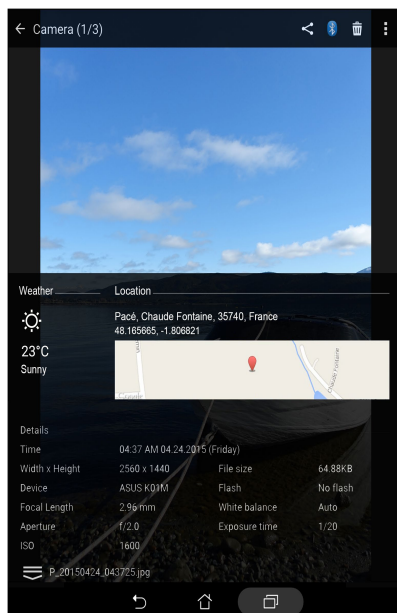 Camera (1/3)
Weather Location
Pacé, Chaude Fontaine, 35740, France
48.165665, -1.806821
23°C
Sunny
Chaude Fontaine
Google
Details
Time 04:37 AM 04.24.2015 (Friday)
Width x Height 2560 x 1440 File size 64.88KB
Device ASUS K01M Flash No flash
Focal Length 2.96 mm White balance Auto
Aperture f/2.0 Exposure time 1/20
ISO 1600
P_20150424_043725.jpg